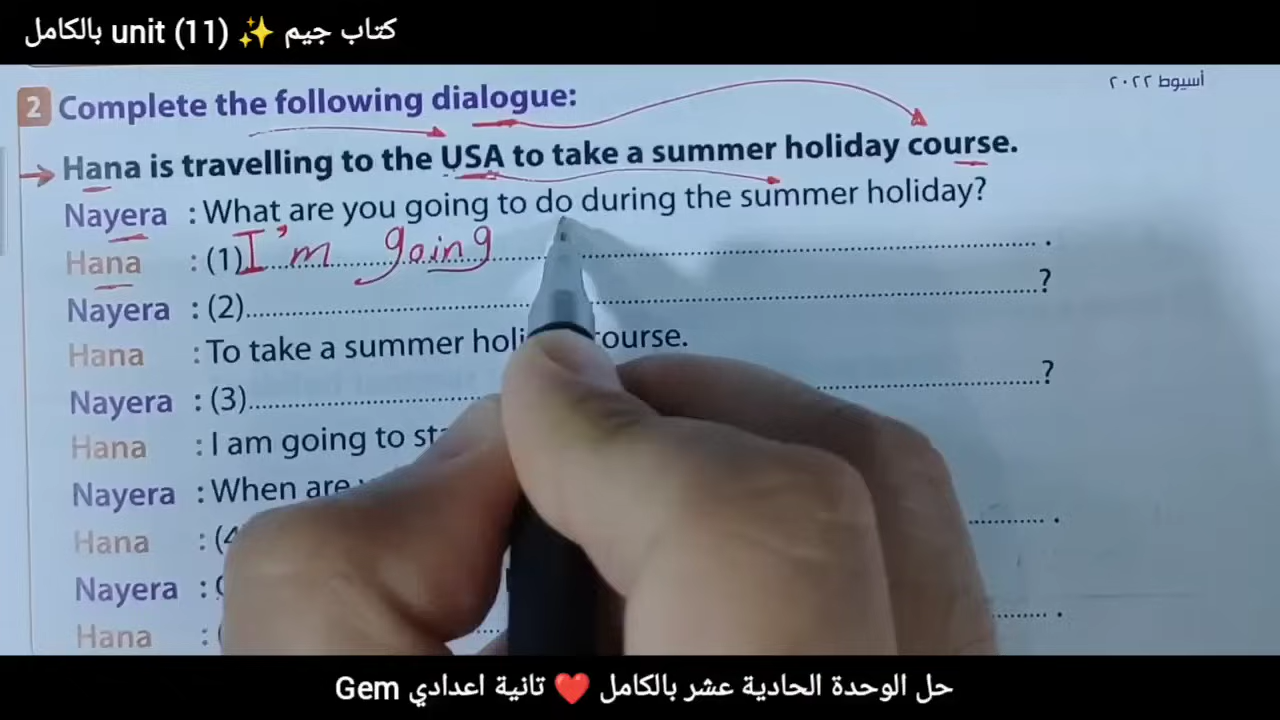 كتاب جيم ✨ unit (11) بالكامل
أسيوط ٢٠٢٢
2 Complete the following dialogue:
Hana is travelling to the USA to take a summer holiday course.
Nayera : What are you going to do during the summer holiday?
Hana : (1) I'm going .
Nayera : (2) ?
Hana : To take a summer course.
Nayera : (3) ?
Hana : I am going to
Nayera : When are
Hana : .
Nayera :
Hana :
حل الوحدة الحادية عشر بالكامل ❤️ تانية اعدادي Gem